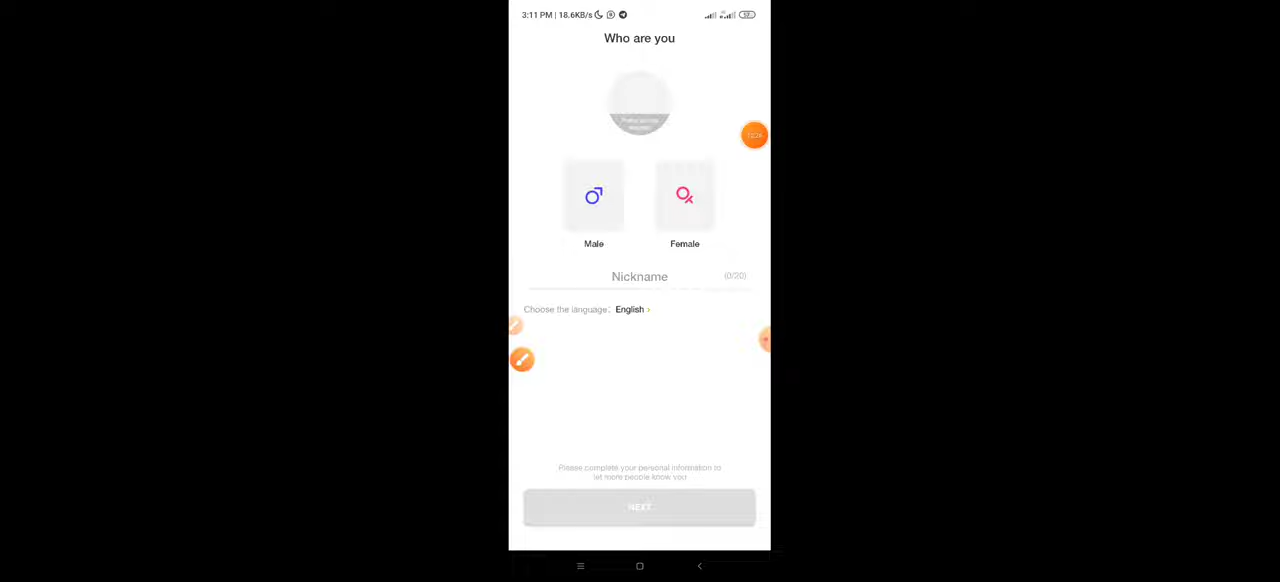 3:11 PM | 18.6KB/s
Who are you
Male Female
Nickname (0/20)
Choose the language: English ›
Please complete your personal information to
let more people know you
NEXT